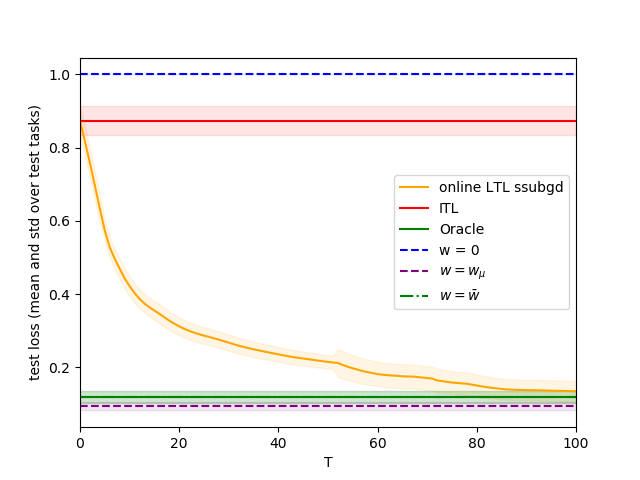 test loss (mean and std over test tasks)
1.0
0.8
0.6
0.4
0.2
online LTL ssubgd
ITL
Oracle
w = 0
w = w_μ
w = w̄
0 20 40 60 80 100
T